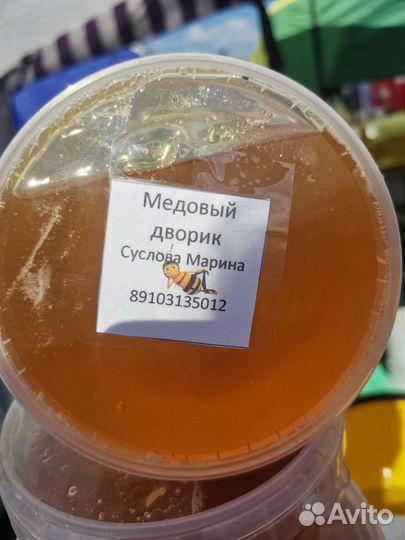 Медовый
дворик
Суслова Марина
89103135012
Avito